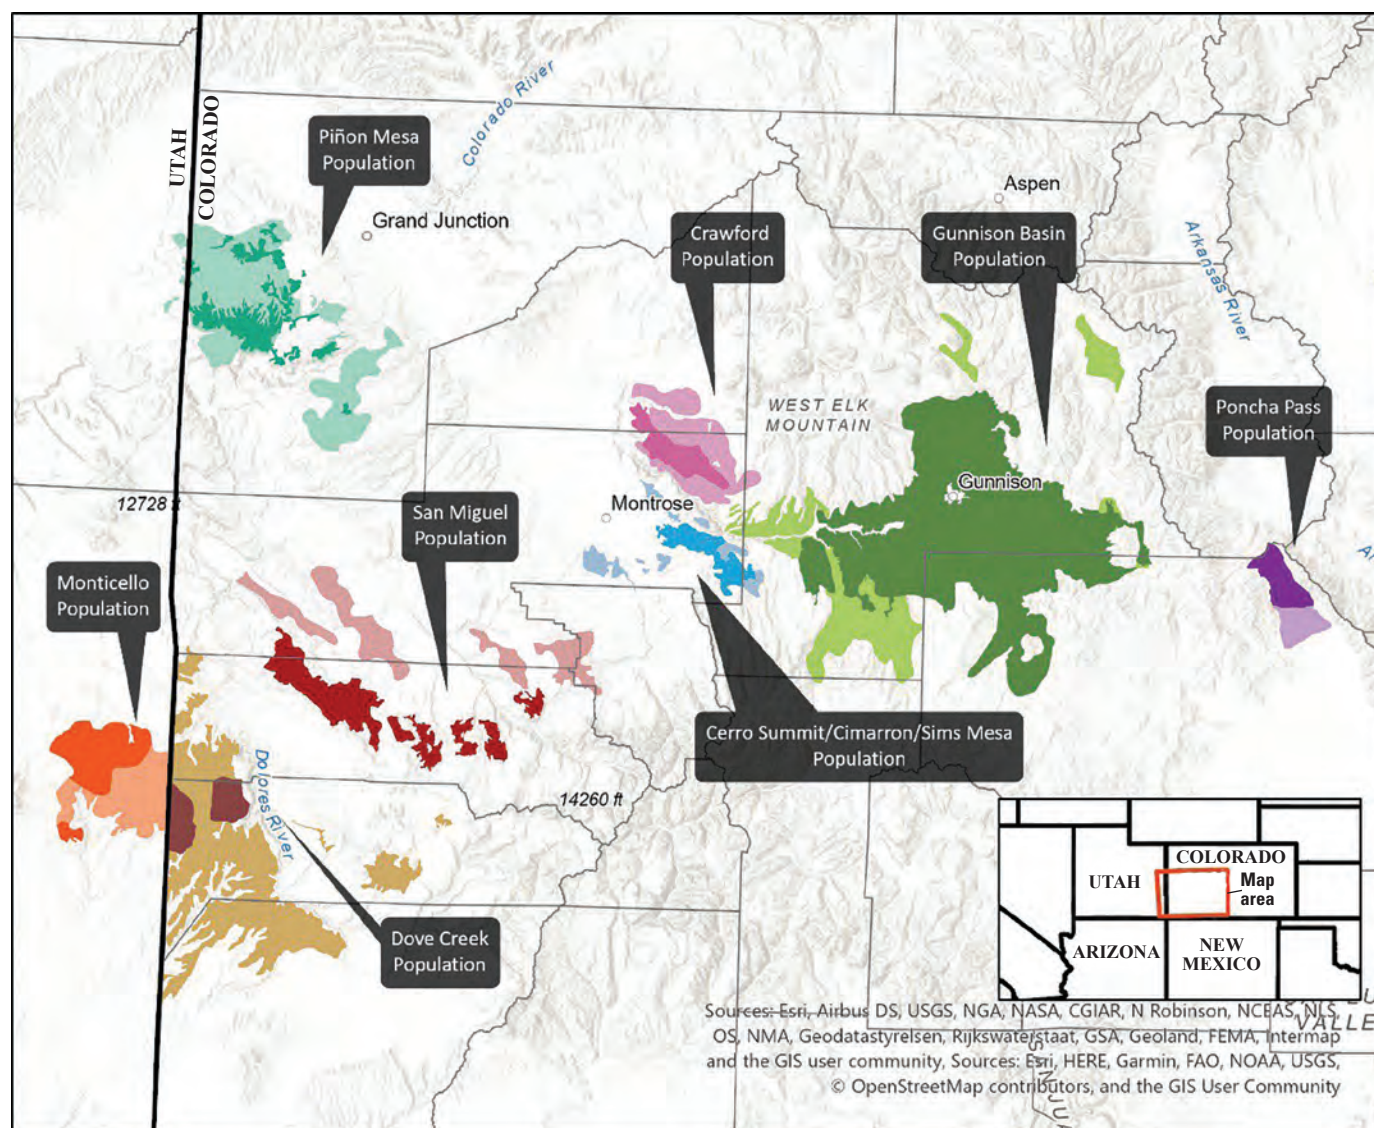 UTAH
COLORADO
Colorado River
Piñon Mesa
Population
Grand Junction
Aspen
Crawford
Population
Gunnison Basin
Population
Arkansas River
WEST ELK
MOUNTAIN
Poncha Pass
Population
12728 ft
San Miguel
Population
Montrose
Gunnison
Monticello
Population
Cerro Summit/Cimarron/Sims Mesa
Population
Dolores River
14260 ft
Dove Creek
Population
UTAH
COLORADO
Map
area
ARIZONA
NEW
MEXICO
VALLE
Sources: Esri, Airbus DS, USGS, NGA, NASA, CGIAR, N Robinson, NCEAS, NLS,
OS, NMA, Geodatastyrelsen, Rijkswaterstaat, GSA, Geoland, FEMA, Intermap
and the GIS user community, Sources: Esri, HERE, Garmin, FAO, NOAA, USGS,
© OpenStreetMap contributors, and the GIS User Community